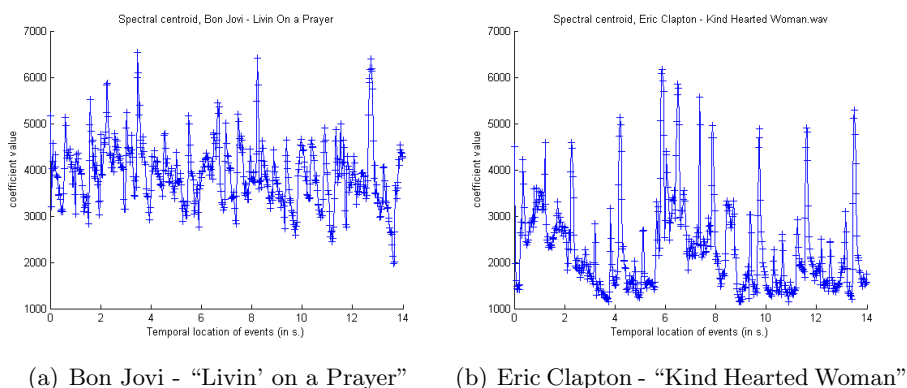 Spectral centroid, Bon Jovi - Livin On a Prayer
7000
6000
5000
4000
3000
2000
1000
coefficient value
0 2 4 6 8 10 12 14
Temporal location of events (in s.)
(a) Bon Jovi - “Livin’ on a Prayer”
Spectral centroid, Eric Clapton - Kind Hearted Woman.wav
7000
6000
5000
4000
3000
2000
1000
coefficient value
0 2 4 6 8 10 12 14
Temporal location of events (in s.)
(b) Eric Clapton - “Kind Hearted Woman”